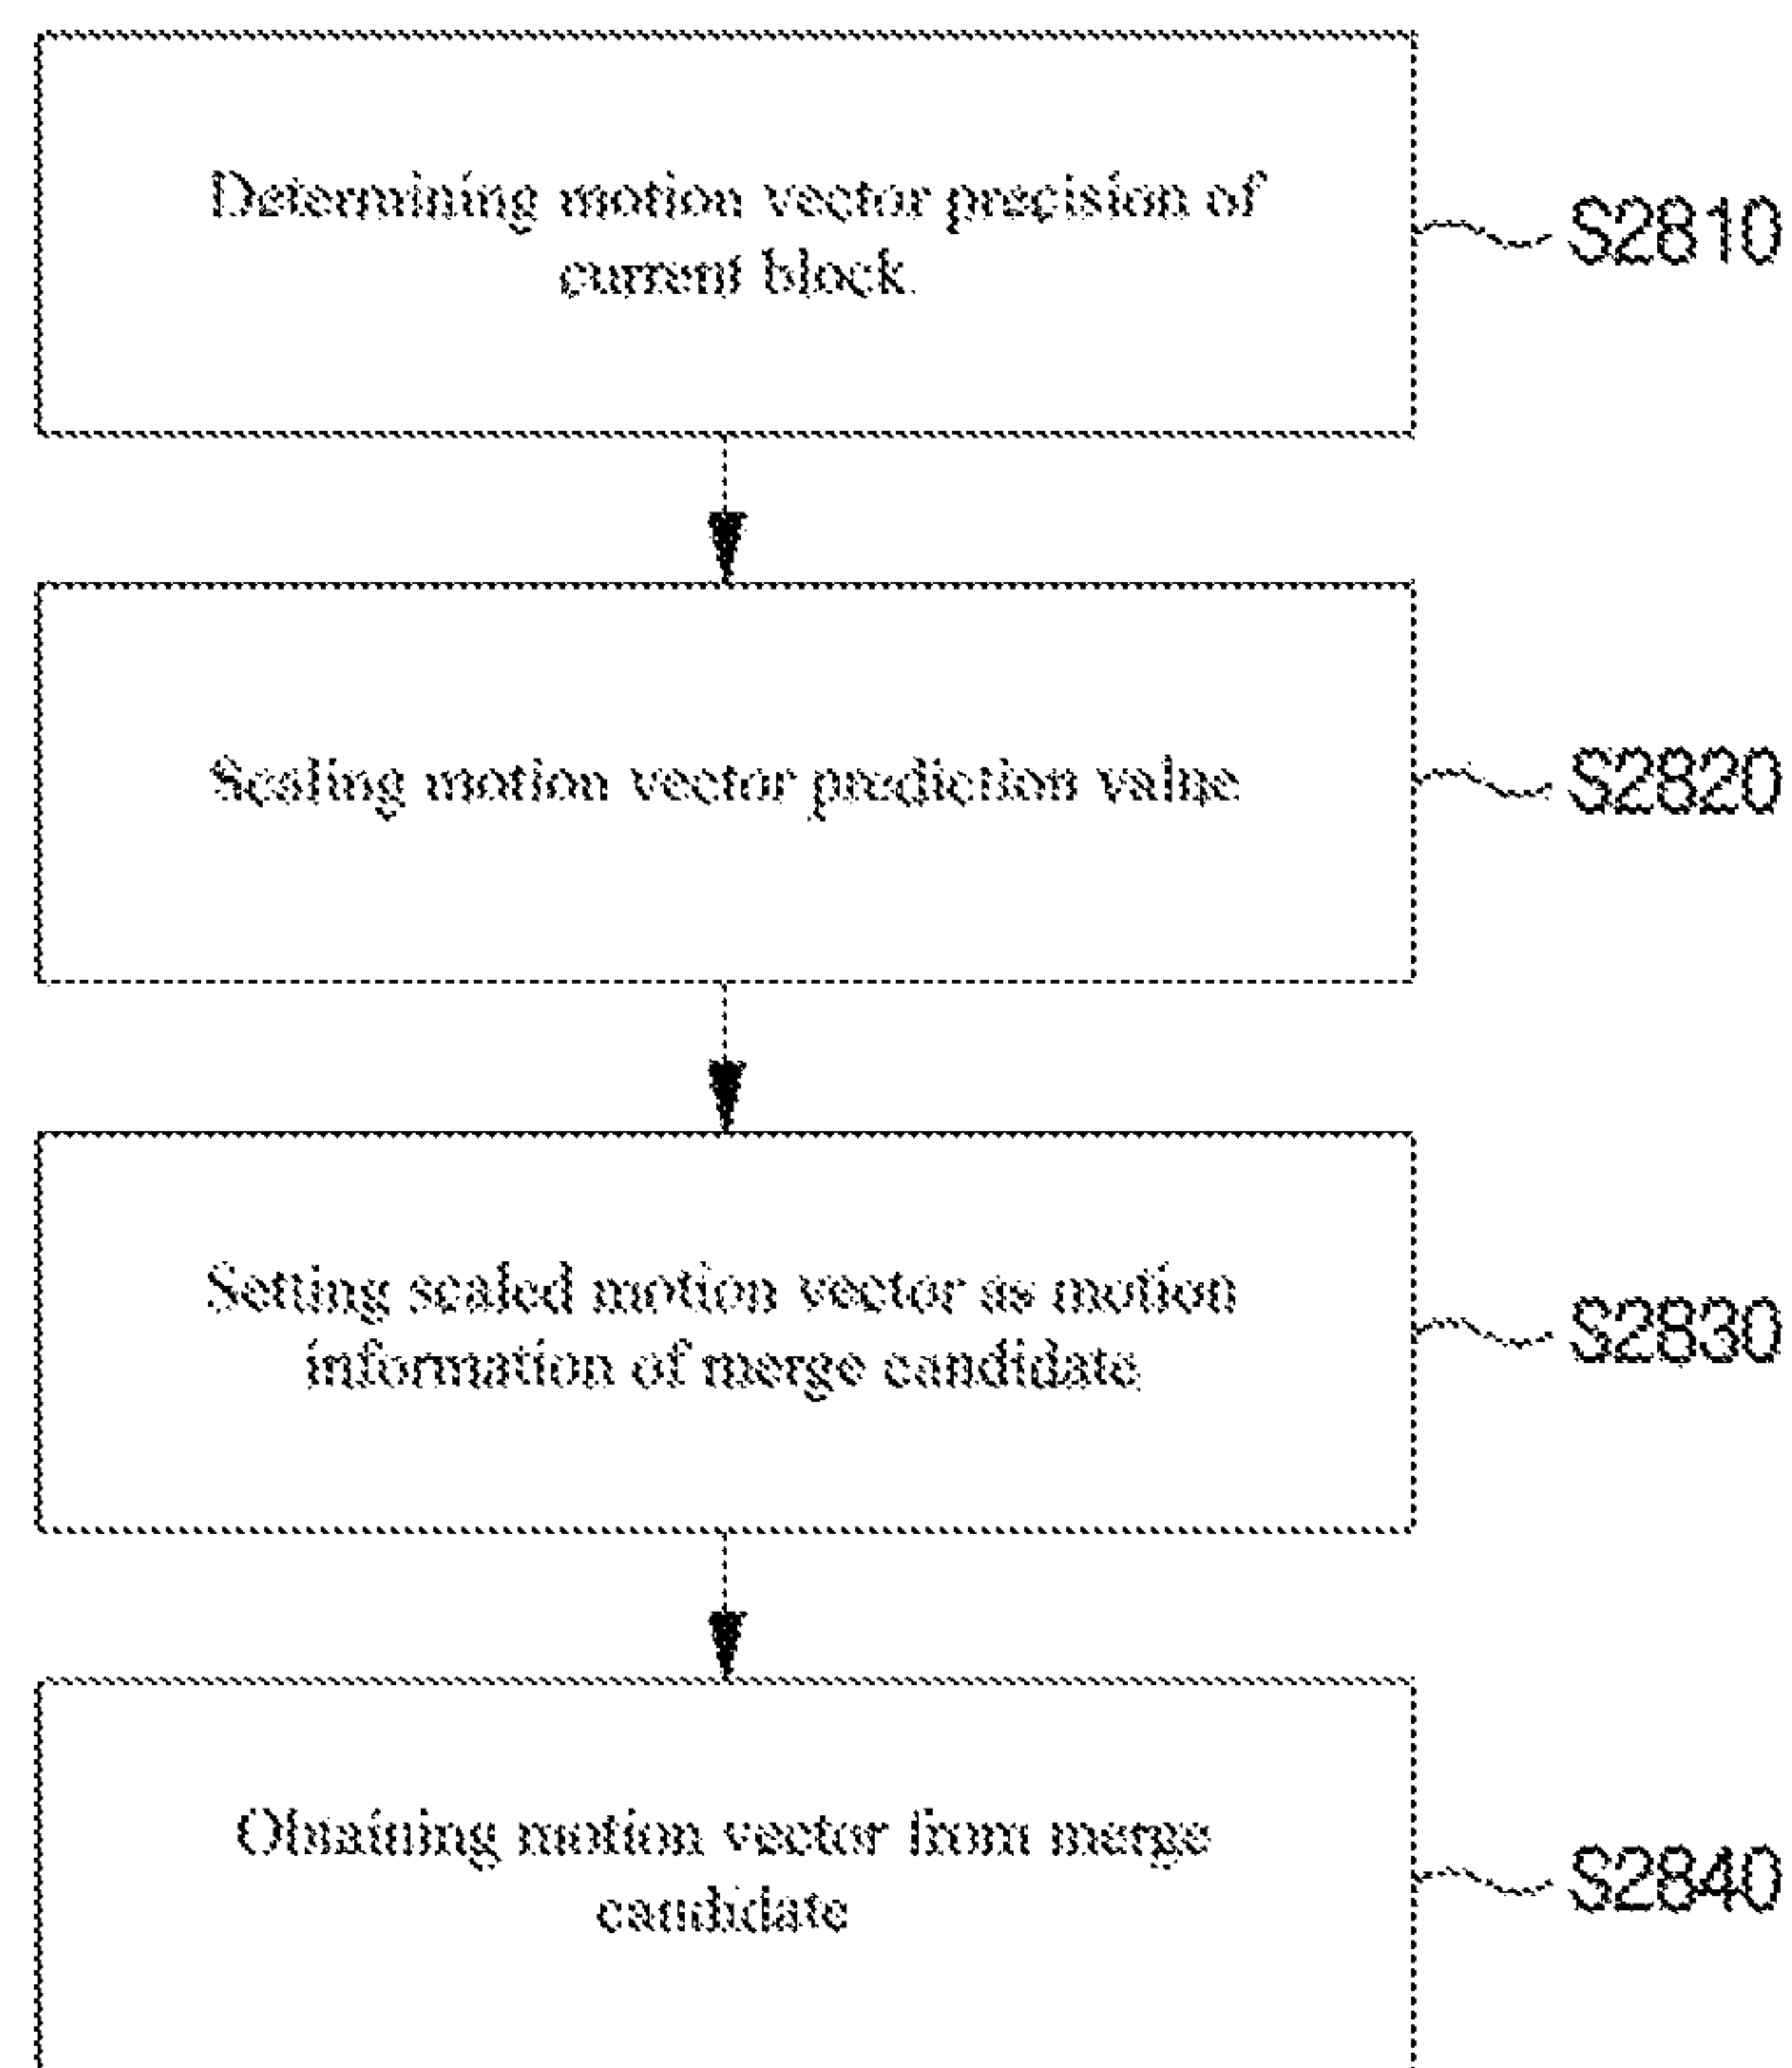 Determining motion vector precision of
current block
S2810
Scaling motion vector prediction value
S2820
Setting scaled motion vector as motion
information of merge candidate
S2830
Obtaining motion vector from merge
candidate
S2840